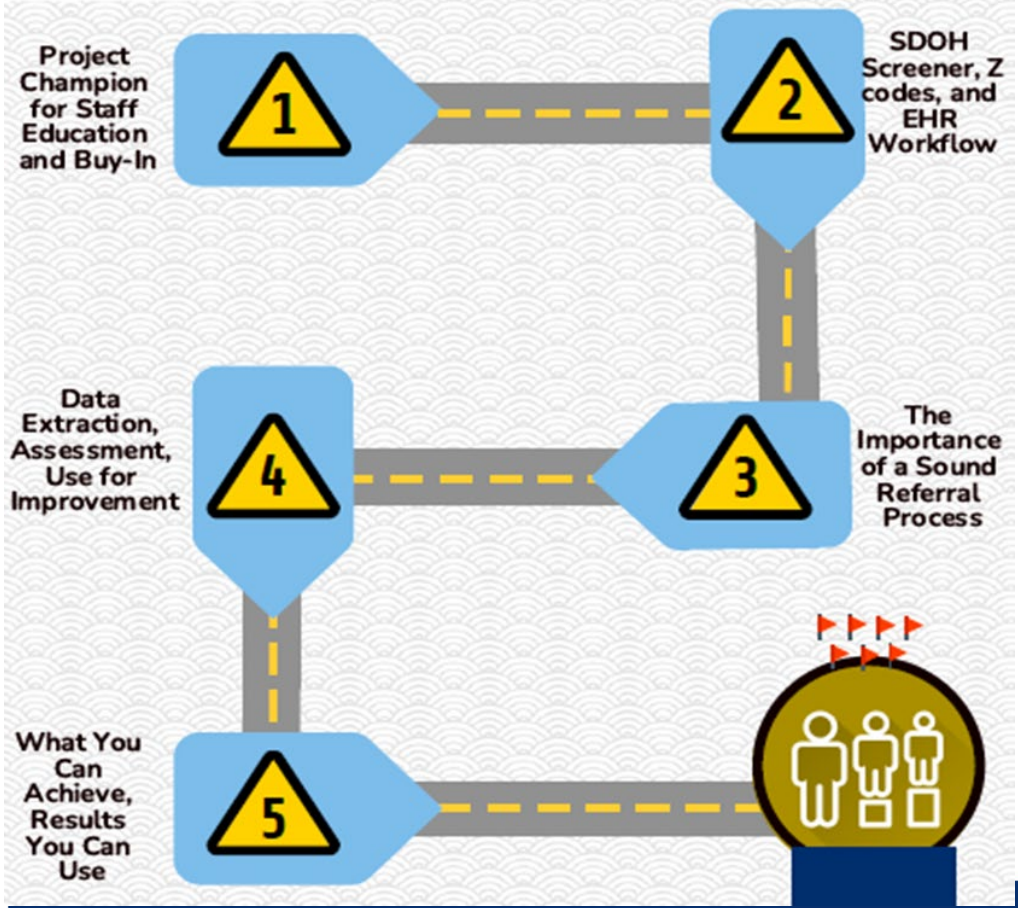 Project
Champion
for Staff
Education
and Buy-In
1
2
SDOH
Screener, Z
codes, and
EHR
Workflow
3
The
Importance
of a Sound
Referral
Process
Data
Extraction,
Assessment,
Use for
Improvement
4
What You
Can
Achieve,
Results
You Can
Use
5